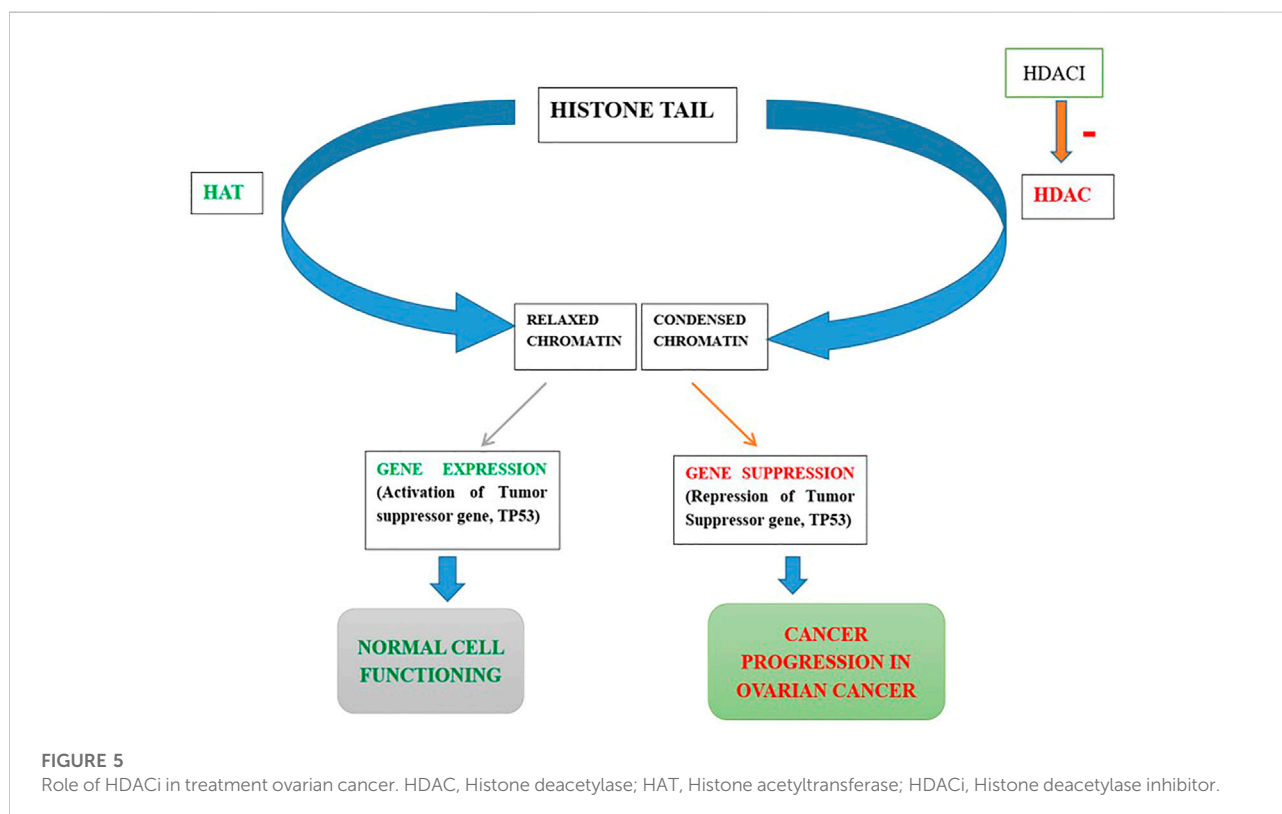 HDACI
HISTONE TAIL
-
HAT
HDAC
RELAXED
CHROMATIN
CONDENSED
CHROMATIN
GENE EXPRESSION
(Activation of Tumor
suppressor gene, TP53)
GENE SUPPRESSION
(Repression of Tumor
Suppressor gene, TP53)
NORMAL CELL
FUNCTIONING
CANCER
PROGRESSION IN
OVARIAN CANCER
FIGURE 5
Role of HDACi in treatment ovarian cancer. HDAC, Histone deacetylase; HAT, Histone acetyltransferase; HDACi, Histone deacetylase inhibitor.